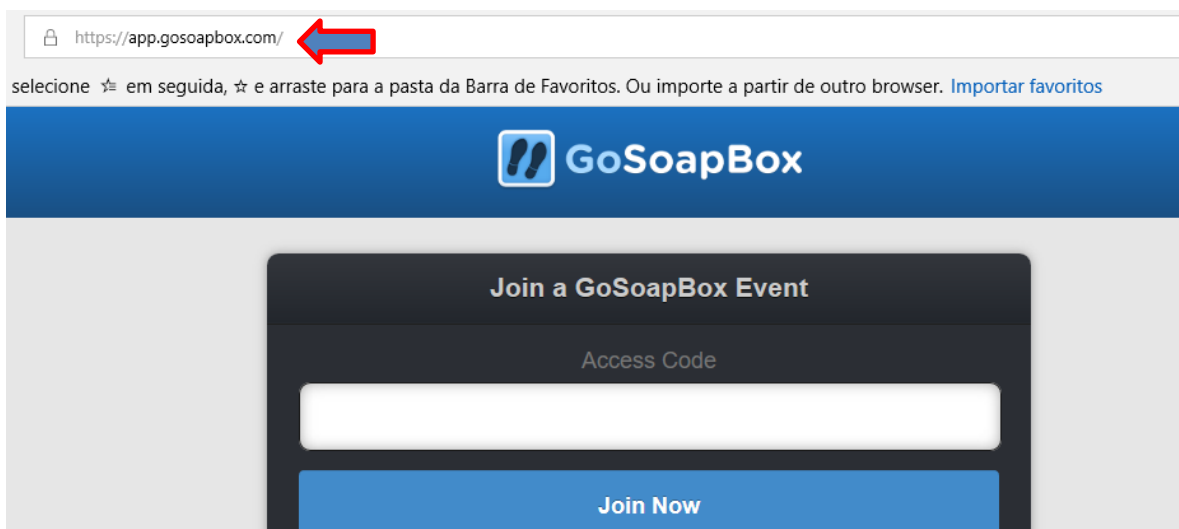 https://app.gosoapbox.com/
selecione em seguida, ☆ e arraste para a pasta da Barra de Favoritos. Ou importe a partir de outro browser. Importar favoritos
GoSoapBox
Join a GoSoapBox Event
Access Code
Join Now